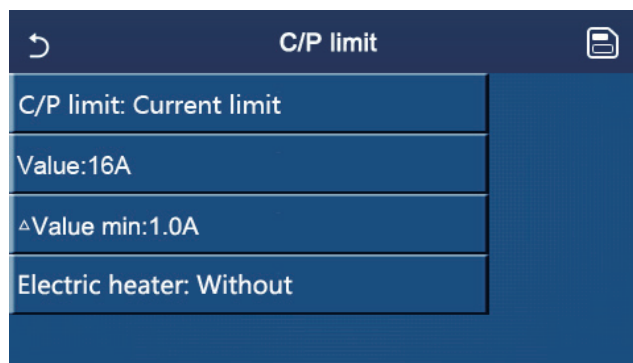 C/P limit
C/P limit: Current limit
Value:16A
△Value min:1.0A
Electric heater: Without